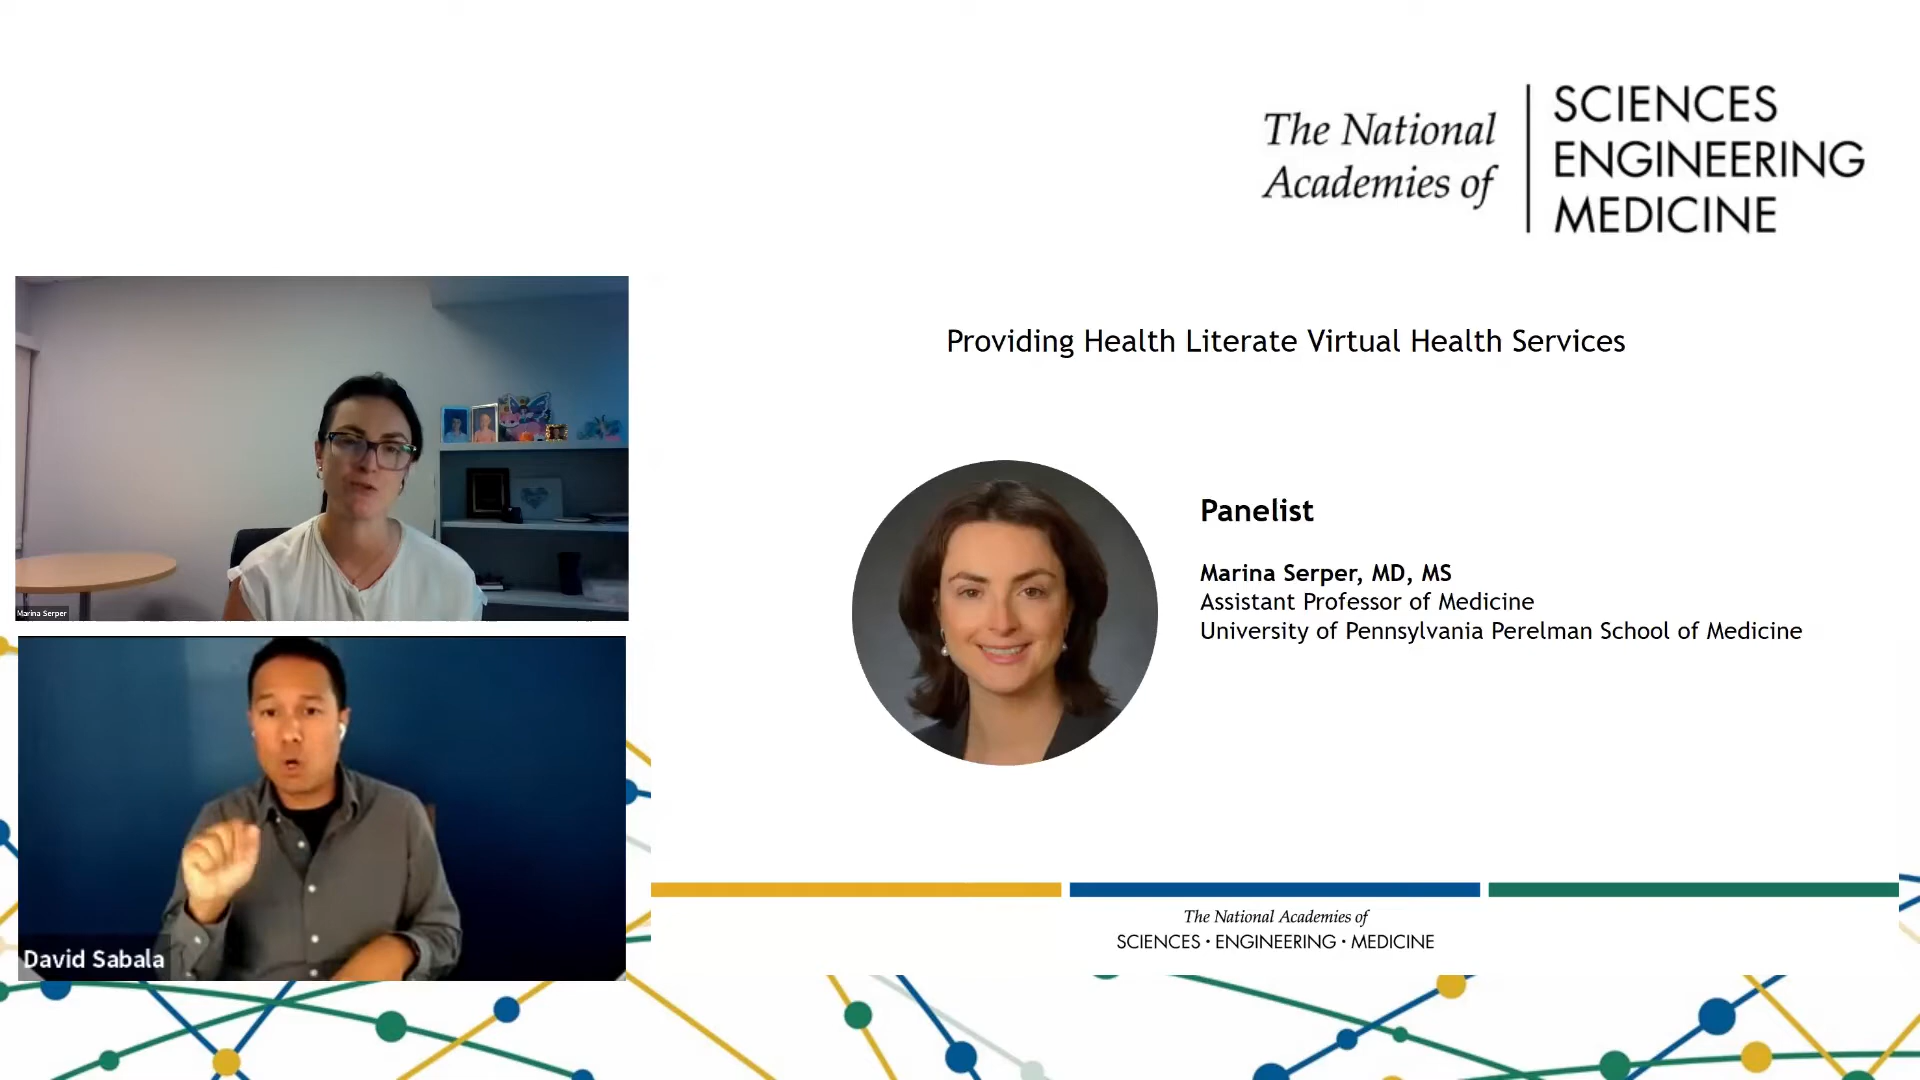 The National
Academies of
SCIENCES
ENGINEERING
MEDICINE
Providing Health Literate Virtual Health Services
Panelist
Marina Serper, MD, MS
Assistant Professor of Medicine
University of Pennsylvania Perelman School of Medicine
Marina Serper
David Sabala
The National Academies of
SCIENCES · ENGINEERING · MEDICINE